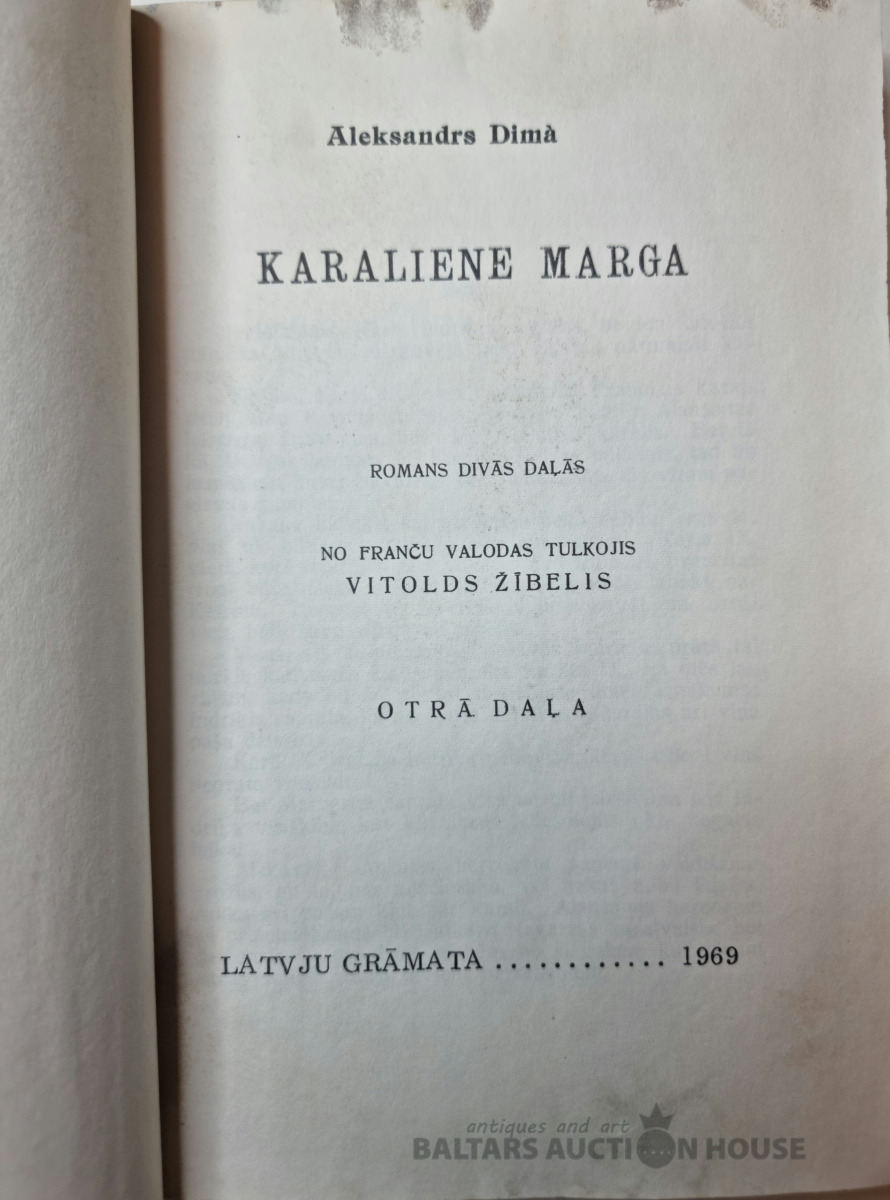 Aleksandrs Dimà
KARALIENE MARGA
ROMANS DIVĀS DAĻĀS
NO FRANČU VALODAS TULKOJIS
VITOLDS ŽĪBELIS
OTRĀ DAĻA
LATVJU GRĀMATA ............ 1969
antiques and art
BALTARS AUCTION HOUSE